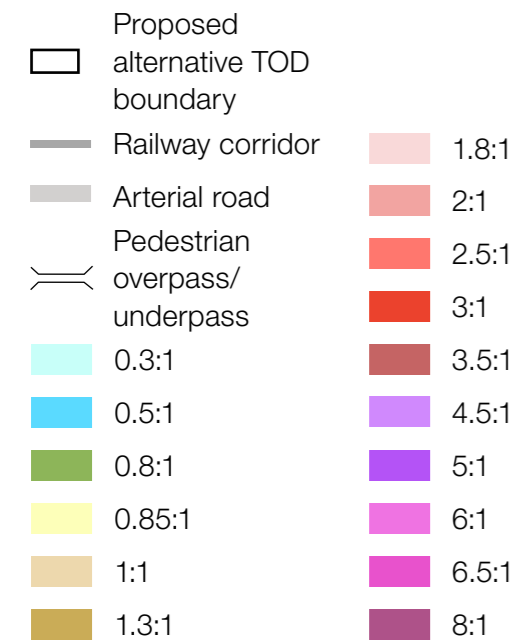 Proposed
alternative TOD
boundary
Railway corridor
Arterial road
Pedestrian
overpass/
underpass
0.3:1
0.5:1
0.8:1
0.85:1
1:1
1.3:1
1.8:1
2:1
2.5:1
3:1
3.5:1
4.5:1
5:1
6:1
6.5:1
8:1